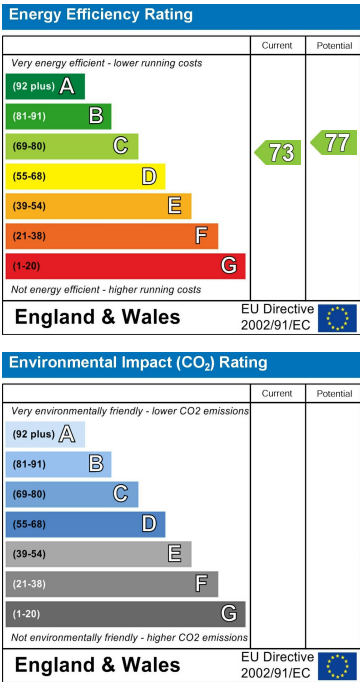 Energy Efficiency Rating
Current Potential
Very energy efficient - lower running costs
(92 plus) A
(81-91) B
(69-80) C
(55-68) D
(39-54) E
(21-38) F
(1-20) G
73 77
Not energy efficient - higher running costs
England & Wales
EU Directive
2002/91/EC
Environmental Impact (CO₂) Rating
Current Potential
Very environmentally friendly - lower CO2 emissions
(92 plus) A
(81-91) B
(69-80) C
(55-68) D
(39-54) E
(21-38) F
(1-20) G
Not environmentally friendly - higher CO2 emissions
England & Wales
EU Directive
2002/91/EC